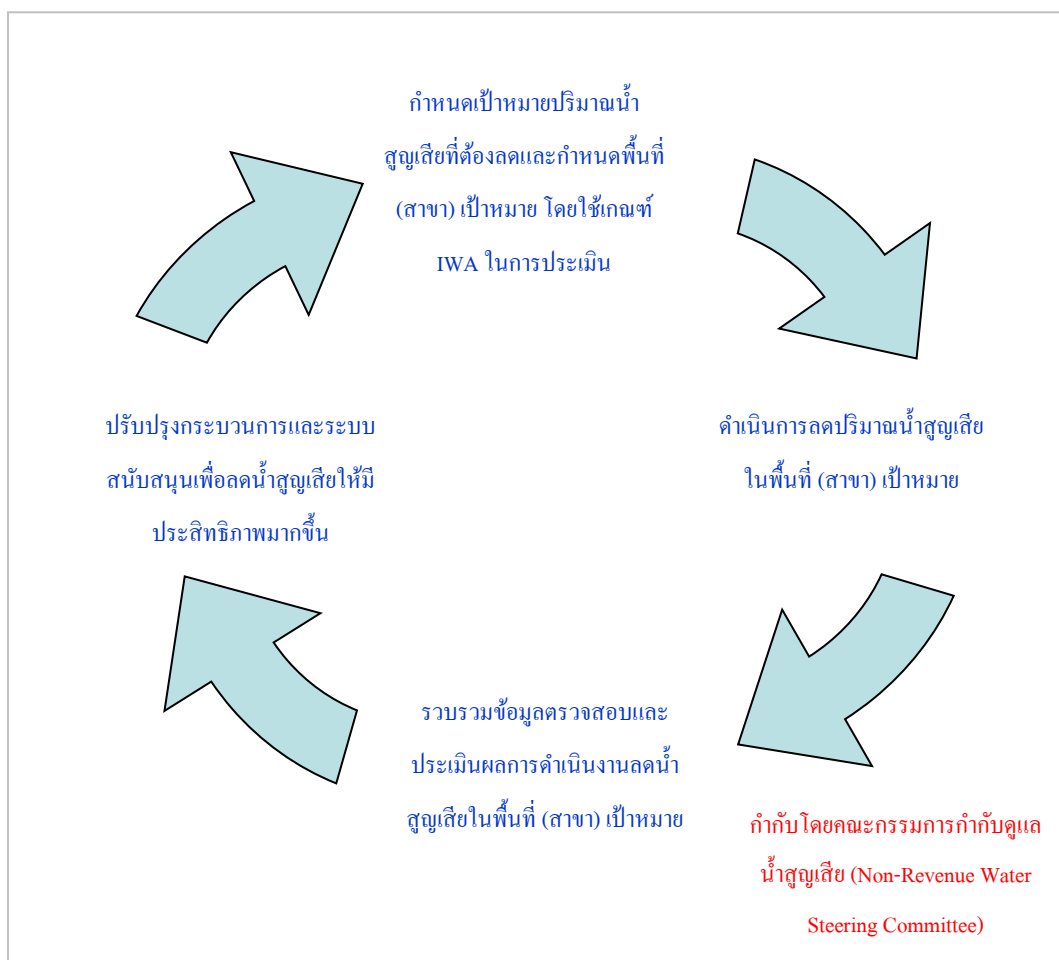 กำหนดเป้าหมายปริมาณน้ำ
สูญเสียที่ต้องลดและกำหนดพื้นที่
(สาขา) เป้าหมาย โดยใช้เกณฑ์
IWA ในการประเมิน
ดำเนินการลดปริมาณน้ำสูญเสีย
ในพื้นที่ (สาขา) เป้าหมาย
รวบรวมข้อมูลตรวจสอบและ
ประเมินผลการดำเนินงานลดน้ำ
สูญเสียในพื้นที่ (สาขา) เป้าหมาย
ปรับปรุงกระบวนการและระบบ
สนับสนุนเพื่อลดน้ำสูญเสียให้มี
ประสิทธิภาพมากขึ้น
กำกับโดยคณะกรรมการกำกับดูแล
น้ำสูญเสีย (Non-Revenue Water
Steering Committee)